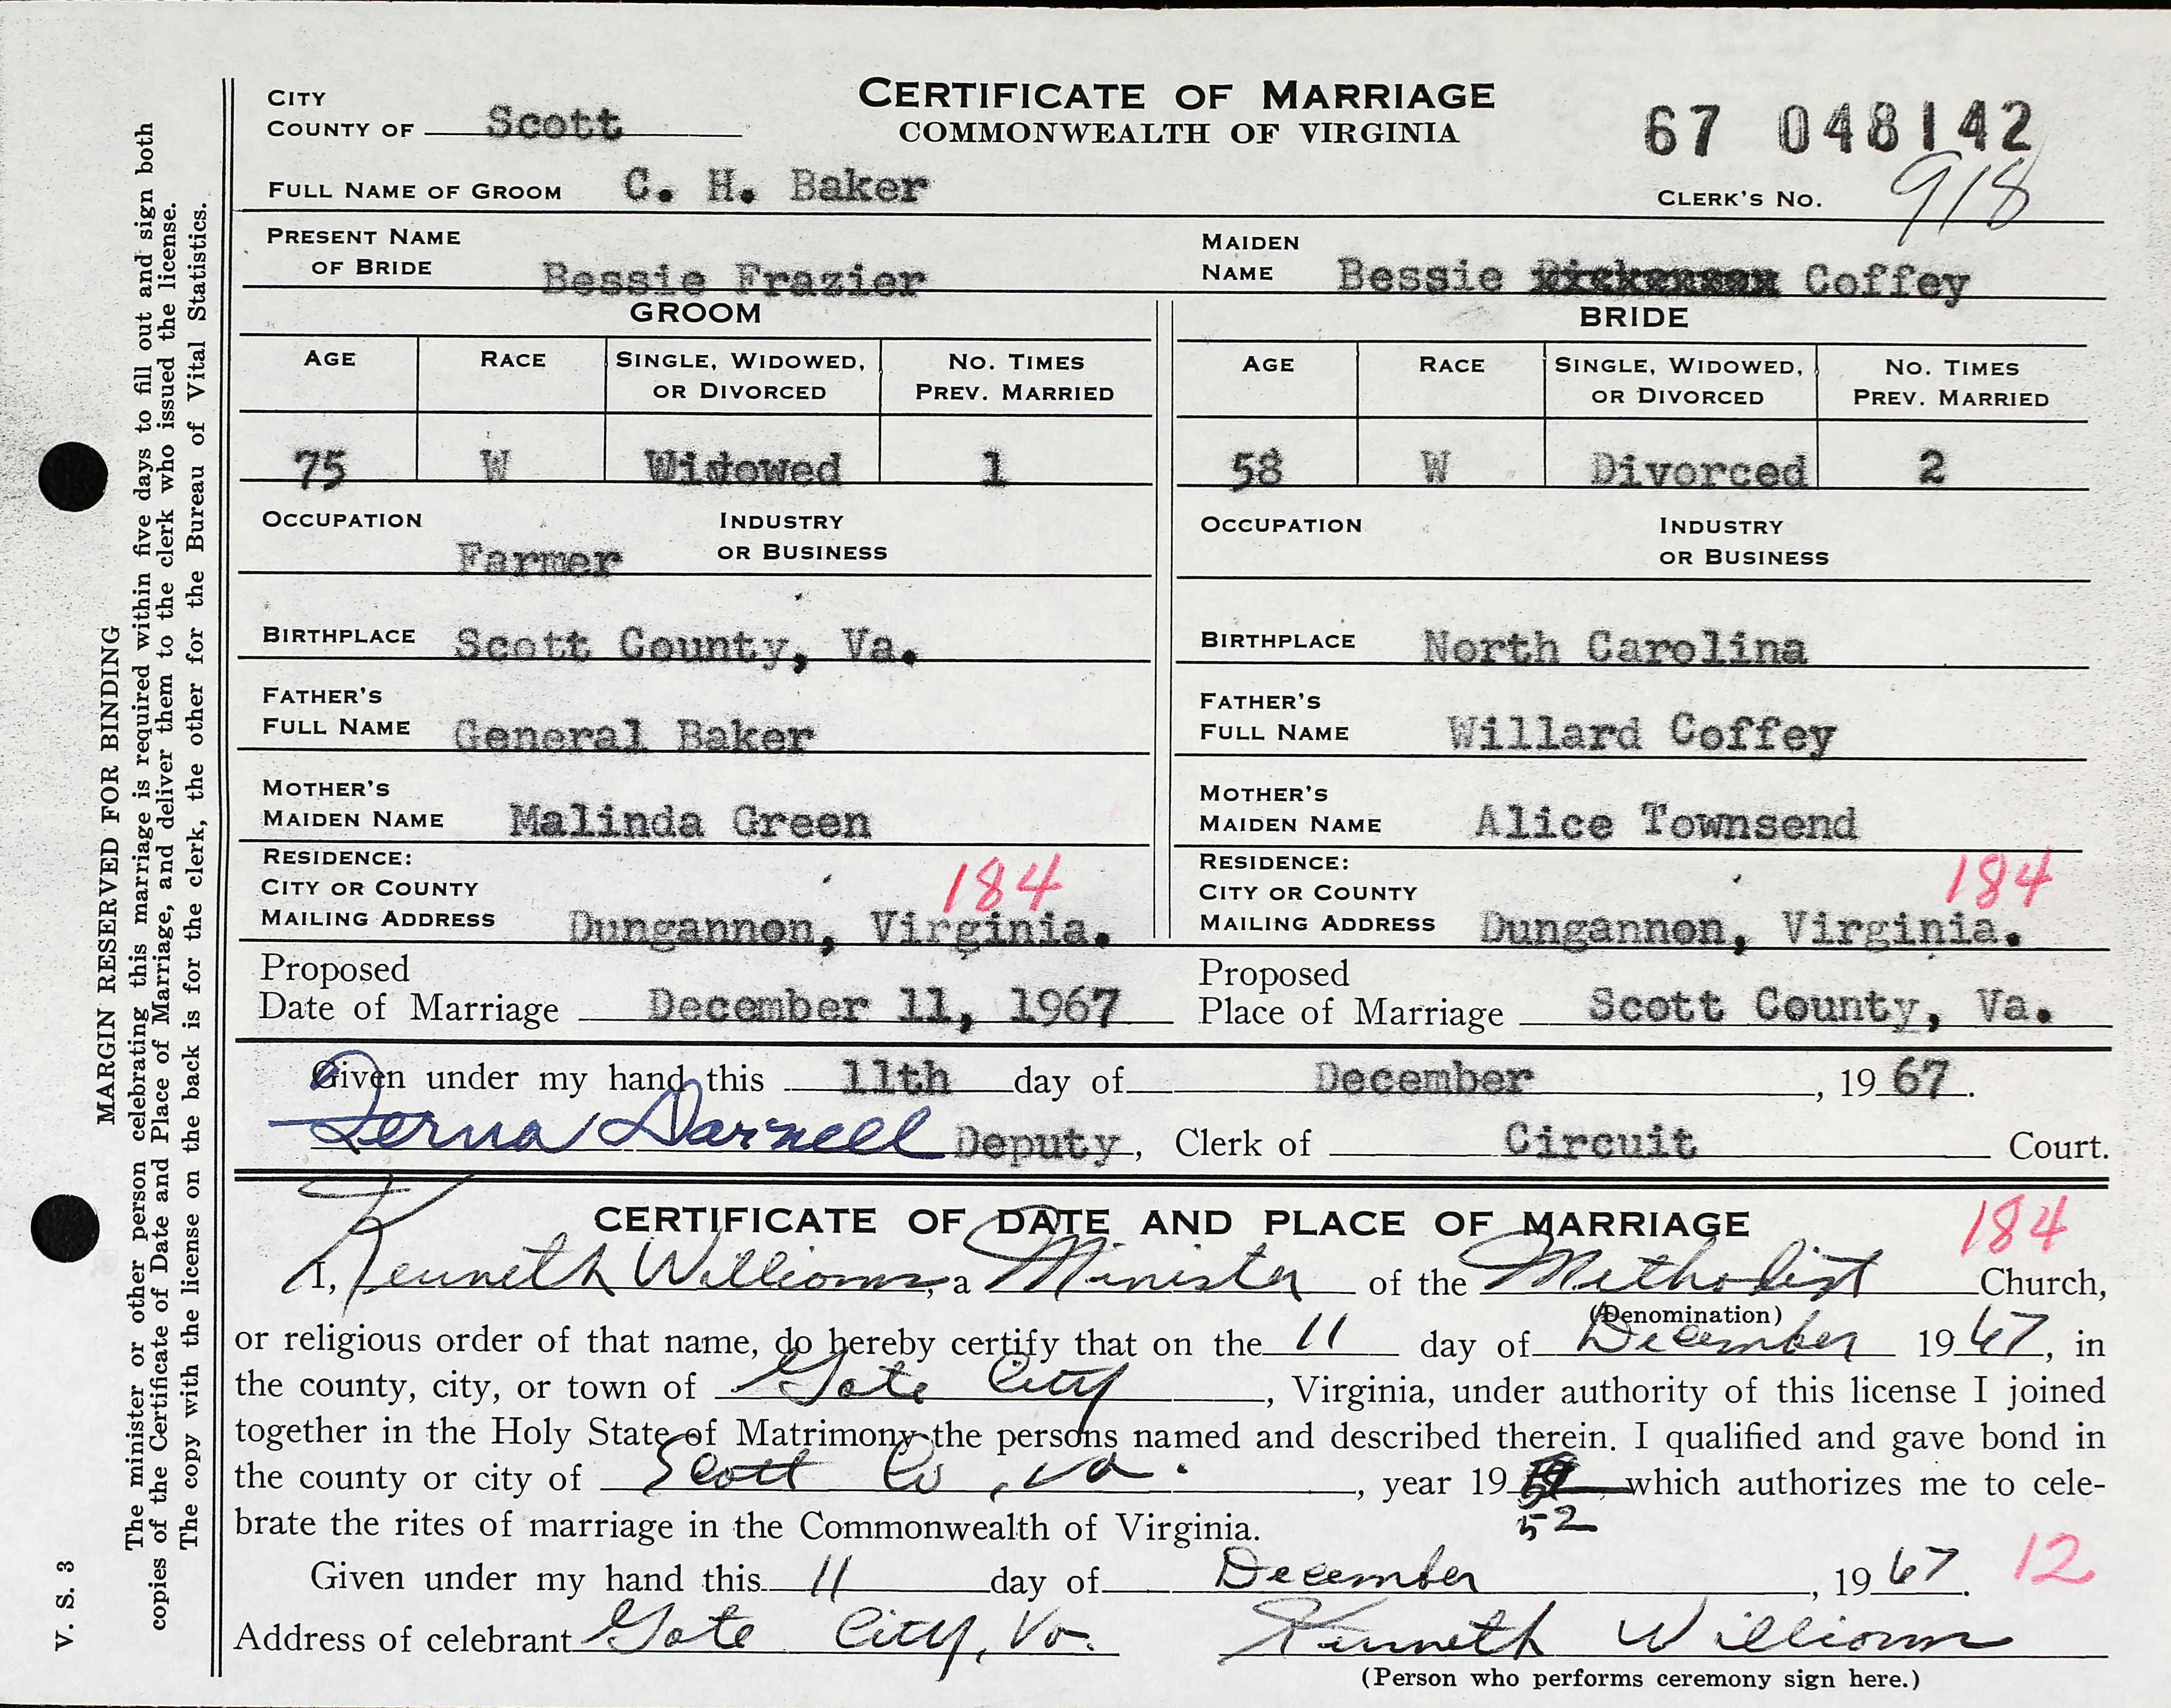 CERTIFICATE OF MARRIAGE
COMMONWEALTH OF VIRGINIA
CITY
COUNTY OF Scott
67 048142
FULL NAME OF GROOM C. H. Baker
CLERK'S No. 918
PRESENT NAME
OF BRIDE Bessie Frazier
MAIDEN
NAME Bessie Coffey
GROOM
AGE RACE SINGLE, WIDOWED, OR DIVORCED NO. TIMES PREV. MARRIED
75 W Widowed 1
OCCUPATION Farmer INDUSTRY OR BUSINESS
BIRTHPLACE Scott County, Va.
FATHER'S
FULL NAME General Baker
MOTHER'S
MAIDEN NAME Malinda Green
RESIDENCE:
CITY OR COUNTY 184
MAILING ADDRESS Dungannon, Virginia.
BRIDE
AGE RACE SINGLE, WIDOWED, OR DIVORCED NO. TIMES PREV. MARRIED
58 W Divorced 2
OCCUPATION INDUSTRY OR BUSINESS
BIRTHPLACE North Carolina
FATHER'S
FULL NAME Willard Coffey
MOTHER'S
MAIDEN NAME Alice Townsend
RESIDENCE:
CITY OR COUNTY 184
MAILING ADDRESS Dungannon, Virginia.
Proposed
Date of Marriage December 11, 1967
Proposed
Place of Marriage Scott County, Va.
Given under my hand this 11th day of December, 1967.
Darnell Deputy, Clerk of Circuit Court.
CERTIFICATE OF DATE AND PLACE OF MARRIAGE 184
I, Kenneth Williams, a Minister of the Methodist Church,
(Denomination)
or religious order of that name, do hereby certify that on the 11 day of December 1967, in
the county, city, or town of Gate City, Virginia, under authority of this license I joined
together in the Holy State of Matrimony the persons named and described therein. I qualified and gave bond in
the county or city of Scott Co, Va., year 19 , which authorizes me to cele-
52
brate the rites of marriage in the Commonwealth of Virginia.
Given under my hand this 11 day of December, 1967. 12
Address of celebrant Gate City, Va. Kenneth Williams
(Person who performs ceremony sign here.)
MARGIN RESERVED FOR BINDING
The minister or other person celebrating this marriage is required within five days to fill out and sign both
copies of the Certificate of Date and Place of Marriage, and deliver them to the clerk who issued the license.
The copy with the license on the back is for the clerk, the other for the Bureau of Vital Statistics.
V. S. 3